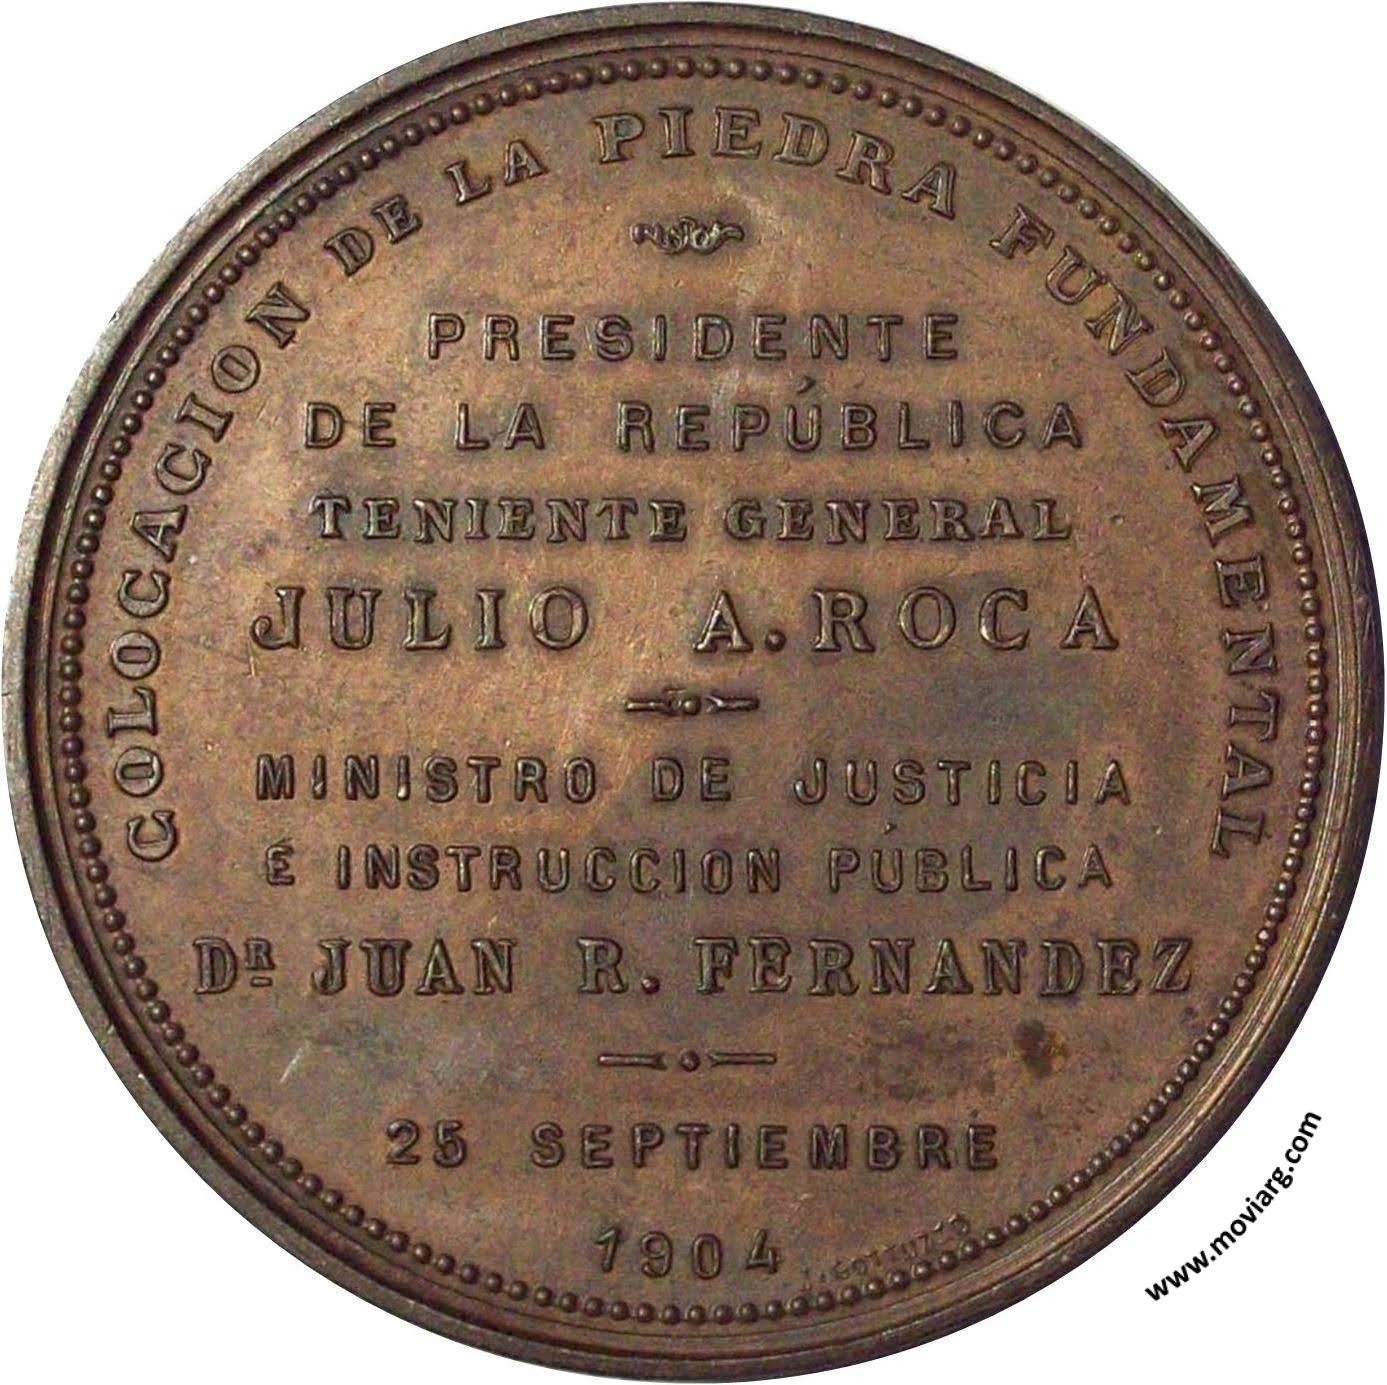 COLOCACION DE LA PIEDRA FUNDAMENTAL
PRESIDENTE
DE LA REPÚBLICA
TENIENTE GENERAL
JULIO A. ROCA
MINISTRO DE JUSTICIA
É INSTRUCCION PÚBLICA
DR JUAN R. FERNANDEZ
25 SEPTIEMBRE
1904
www.moviarg.com